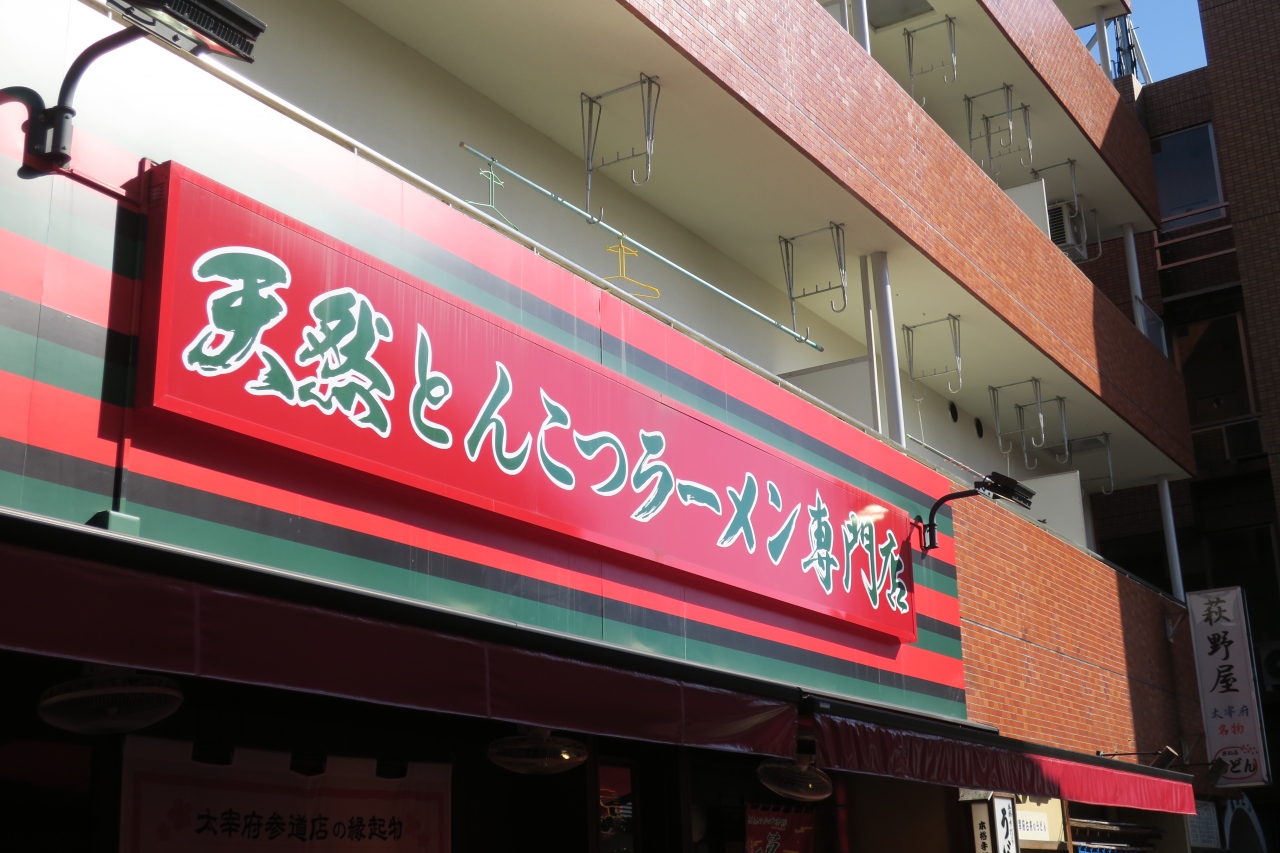 天然とんこつラーメン専門店
太宰府参道店の縁起物
萩野屋
太宰府
名物
うどん